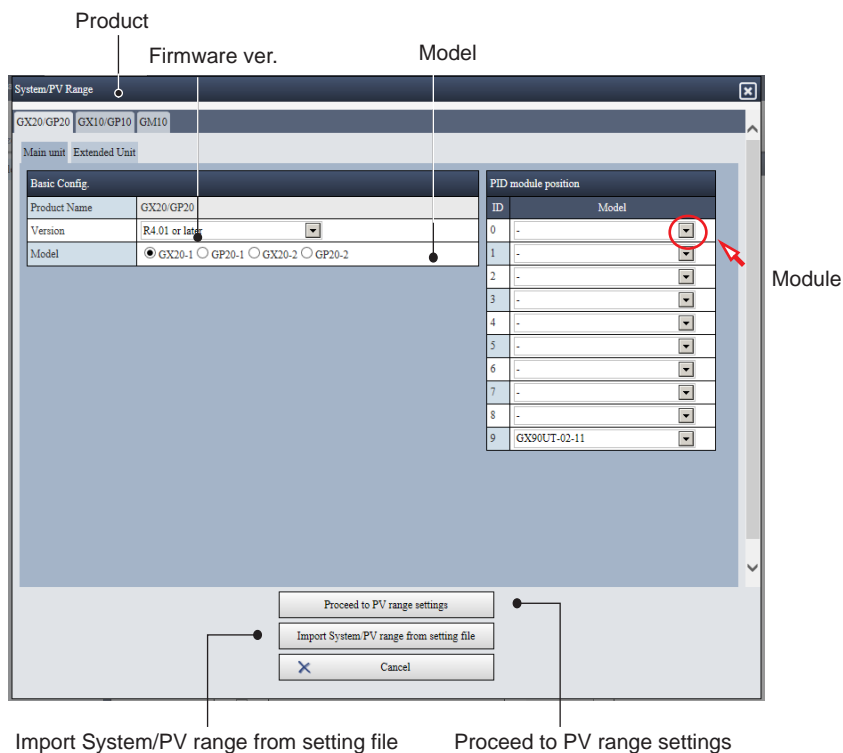 Product
Firmware ver.
Model
System/PV Range
GX20/GP20 GX10/GP10 GM10
Main unit Extended Unit
Basic Config.
Product Name GX20/GP20
Version R4.01 or later
Model GX20-1 GP20-1 GX20-2 GP20-2
PID module position
ID Model
0 -
1 -
2 -
3 -
4 -
5 -
6 -
7 -
8 -
9 GX90UT-02-11
Module
Proceed to PV range settings
Import System/PV range from setting file
Cancel
Import System/PV range from setting file
Proceed to PV range settings